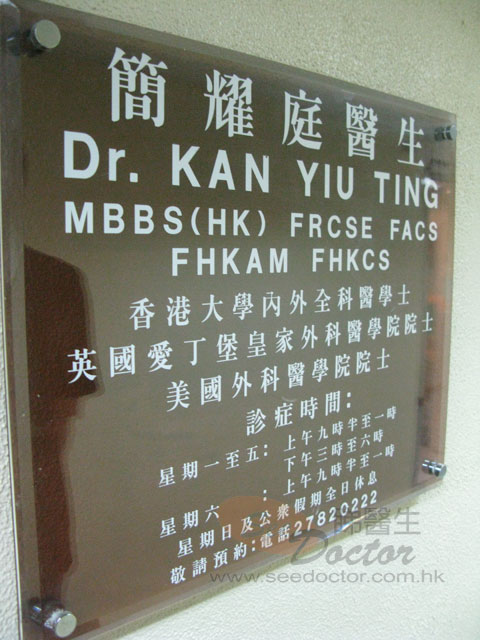 簡耀庭醫生
Dr. KAN YIU TING
MBBS(HK) FRCSE FACS
FHKAM FHKCS
香港大學內外全科醫學士
英國愛丁堡皇家外科醫學院院士
美國外科醫學院院士
診症時間：
星期一至五：上午九時半至一時
下午三時至六時
星期六　：上午九時半至一時
星期日及公衆假期全日休息
敬請預約：電話27820222
醫生
Doctor
www.seedoctor.com.hk